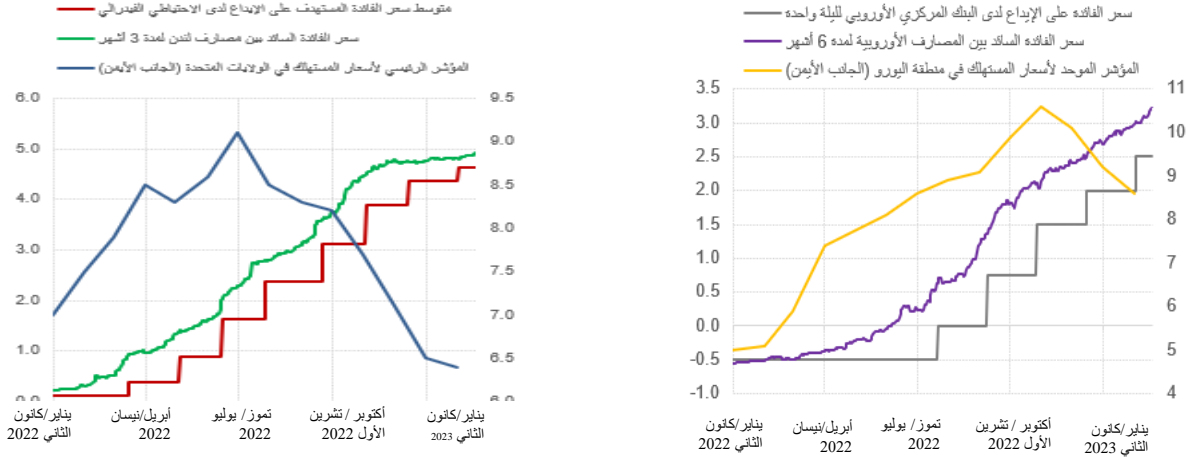 متوسط سعر الفائدة المستهدف على الإيداع لدى الاحتياطي الفيدرالي
سعر الفائدة السائد بين مصارف لندن لمدة 3 أشهر
المؤشر الرئيسي لأسعار المستهلك في الولايات المتحدة (الجانب الأيمن)
6.0
5.0
4.0
3.0
2.0
1.0
0.0
9.5
9.0
8.5
8.0
7.5
7.0
6.5
6.0
يناير/كانون
الثاني 2022
أبريل/نيسان
2022
تموز/ يوليو
2022
أكتوبر / تشرين
الأول 2022
يناير/كانون
الثاني 2023
سعر الفائدة على الإيداع لدى البنك المركزي الأوروبي لليلة واحدة
سعر الفائدة السائد بين المصارف الأوروبية لمدة 6 أشهر
المؤشر الموحد لأسعار المستهلك في منطقة اليورو (الجانب الأيمن)
3.5
3.0
2.5
2.0
1.5
1.0
0.5
0.0
-0.5
-1.0
11
10
9
8
7
6
5
4
يناير/كانون
الثاني 2022
أبريل/نيسان
2022
تموز/ يوليو
2022
أكتوبر / تشرين
الأول 2022
يناير/كانون
الثاني 2023